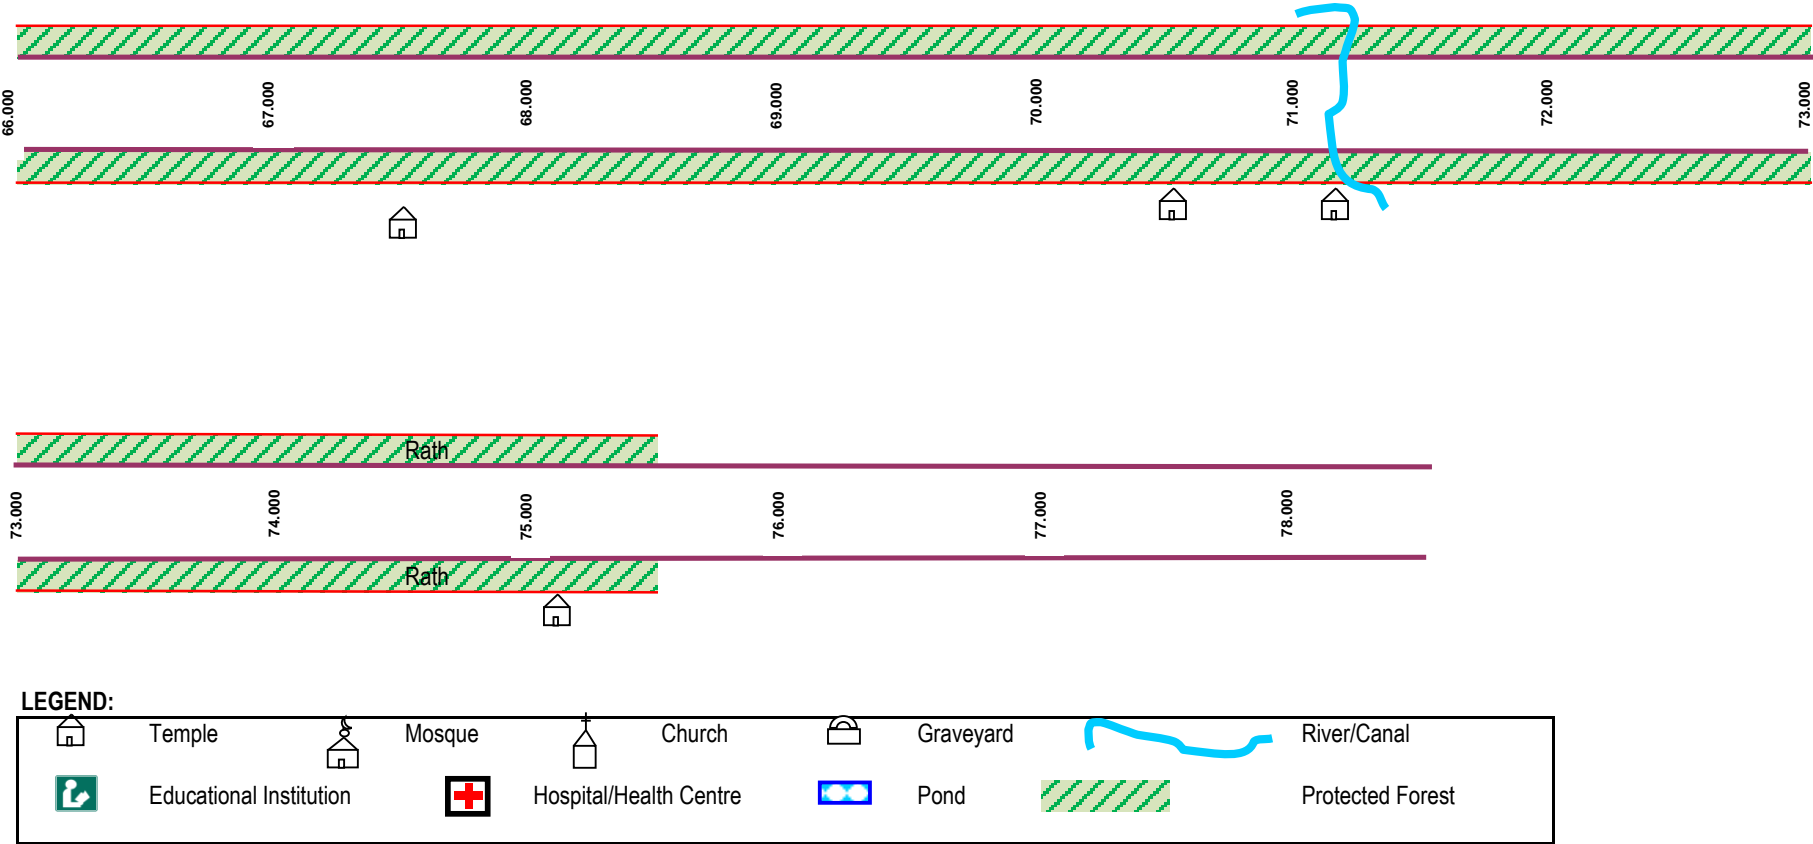 66.000 67.000 68.000 69.000 70.000 71.000 72.000 73.000
Rath
73.000 74.000 75.000 76.000 77.000 78.000
Rath
LEGEND:
Temple Mosque Church Graveyard River/Canal
Educational Institution Hospital/Health Centre Pond Protected Forest